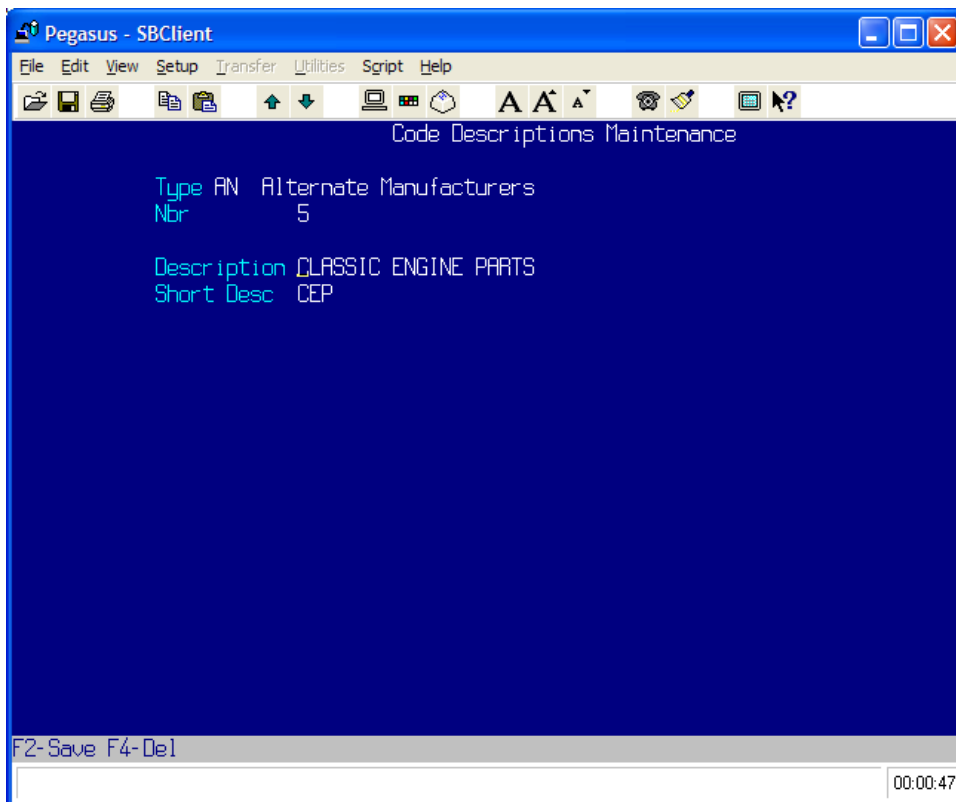 Pegasus - SBClient
File Edit View Setup Transfer Utilities Script Help
A A A ?
Code Descriptions Maintenance
Type AN Alternate Manufacturers
Nbr 5
Description CLASSIC ENGINE PARTS
Short Desc CEP
F2-Save F4-Del
00:00:47